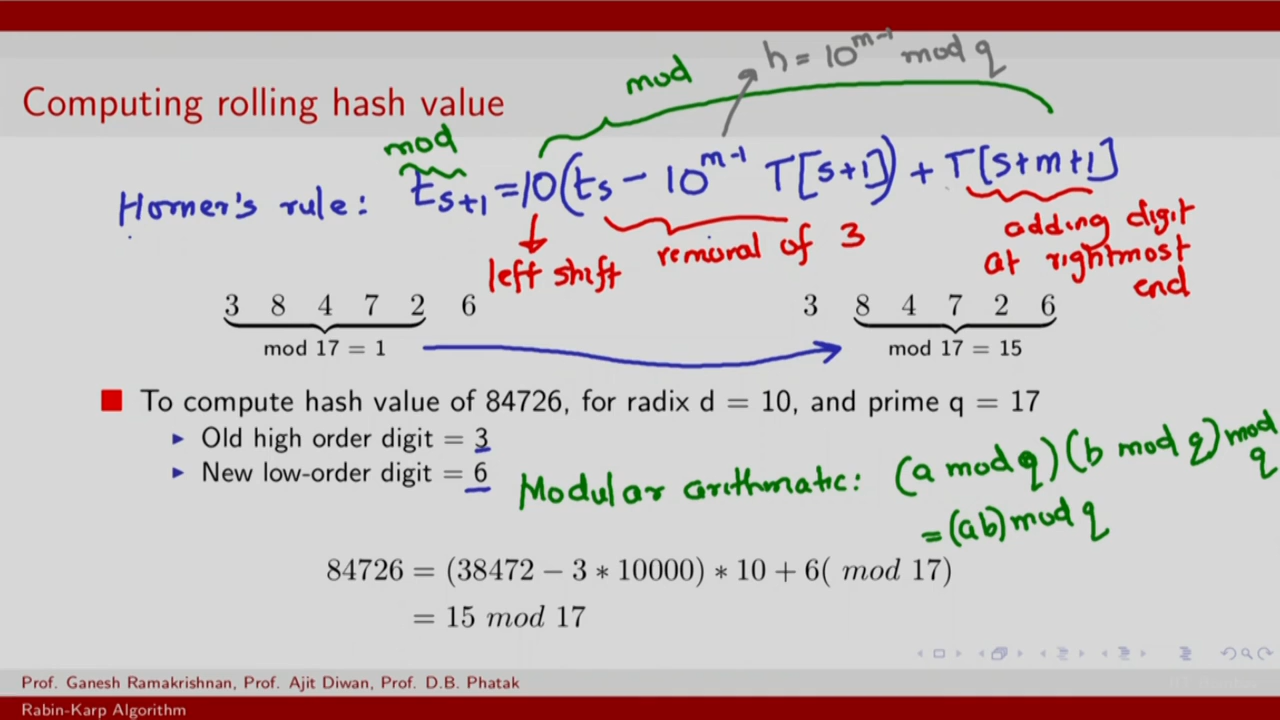 mod
h = 10^{m-1} mod q
Computing rolling hash value
mod
Horner's rule: t_{s+1} = 10(t_s - 10^{m-1} T[s+1]) + T[s+m+1]
left shift
removal of 3
adding digit
at rightmost
end
3 8 4 7 2 6
mod 17 = 1
3 8 4 7 2 6
mod 17 = 15
To compute hash value of 84726, for radix d = 10, and prime q = 17
Old high order digit = 3
New low-order digit = 6
Modular arithmatic: (a mod q)(b mod q) mod q
= (ab) mod q
84726 = (38472 − 3 ∗ 10000) ∗ 10 + 6( mod 17)
= 15 mod 17
Prof. Ganesh Ramakrishnan, Prof. Ajit Diwan, Prof. D.B. Phatak
Rabin-Karp Algorithm